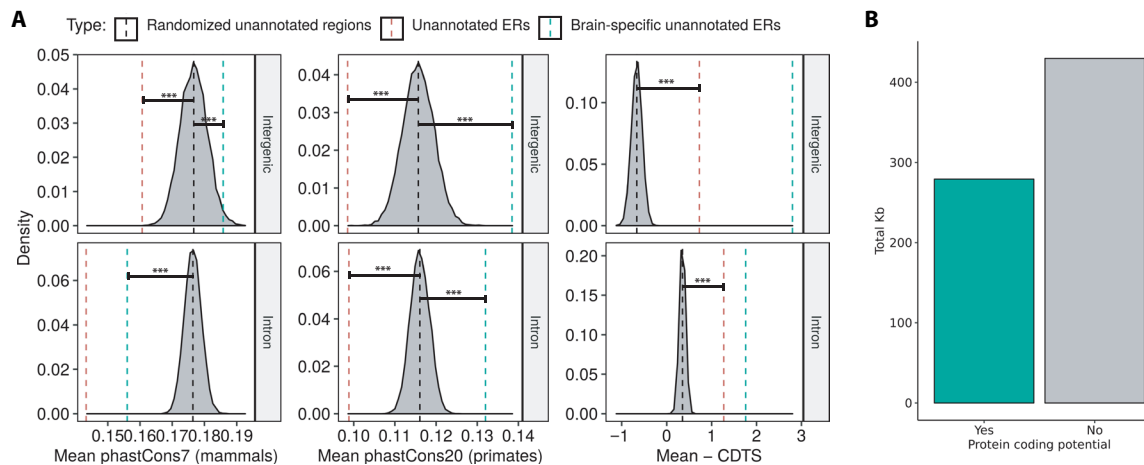 A
Type: Randomized unannotated regions Unannotated ERs Brain-specific unannotated ERs
B
0.05
0.04
0.03
0.02
0.01
0.00
***
***
Intergenic
0.04
0.03
0.02
0.01
0.00
***
***
Intergenic
0.10
0.05
0.00
***
Intergenic
Density
0.06
0.04
0.02
0.00
***
Intron
0.06
0.04
0.02
0.00
***
***
Intron
0.20
0.15
0.10
0.05
0.00
***
Intron
0.150 0.160 0.170 0.180 0.19
Mean phastCons7 (mammals)
0.10 0.11 0.12 0.13 0.14
Mean phastCons20 (primates)
−1 0 1 2 3
Mean − CDTS
Total Kb
400
300
200
100
0
Yes No
Protein coding potential